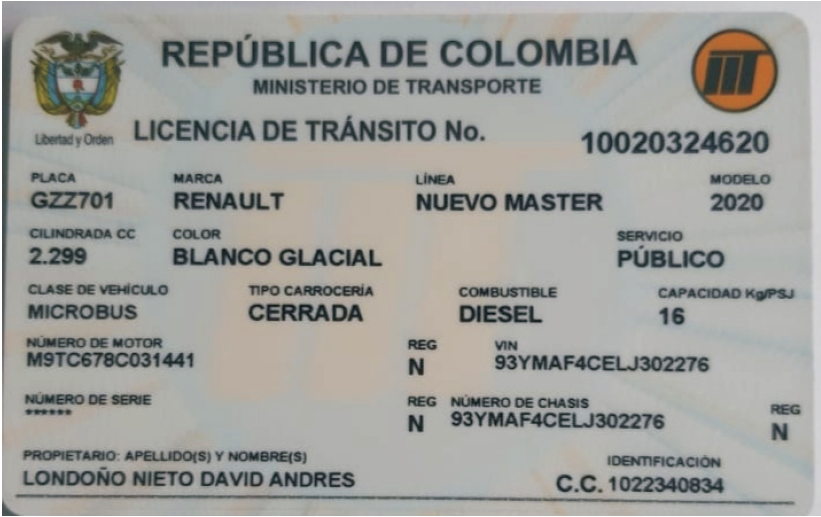 REPÚBLICA DE COLOMBIA
MINISTERIO DE TRANSPORTE
Libertad y Orden
LICENCIA DE TRÁNSITO No. 10020324620
PLACA MARCA LÍNEA MODELO
GZZ701 RENAULT NUEVO MASTER 2020
CILINDRADA CC COLOR SERVICIO
2.299 BLANCO GLACIAL PÚBLICO
CLASE DE VEHÍCULO TIPO CARROCERÍA COMBUSTIBLE CAPACIDAD Kg/PSJ
MICROBUS CERRADA DIESEL 16
NÚMERO DE MOTOR REG VIN
M9TC678C031441 N 93YMAF4CELJ302276
NÚMERO DE SERIE REG NÚMERO DE CHASIS REG
****** N 93YMAF4CELJ302276 N
PROPIETARIO: APELLIDO(S) Y NOMBRE(S) IDENTIFICACIÓN
LONDOÑO NIETO DAVID ANDRES C.C. 1022340834